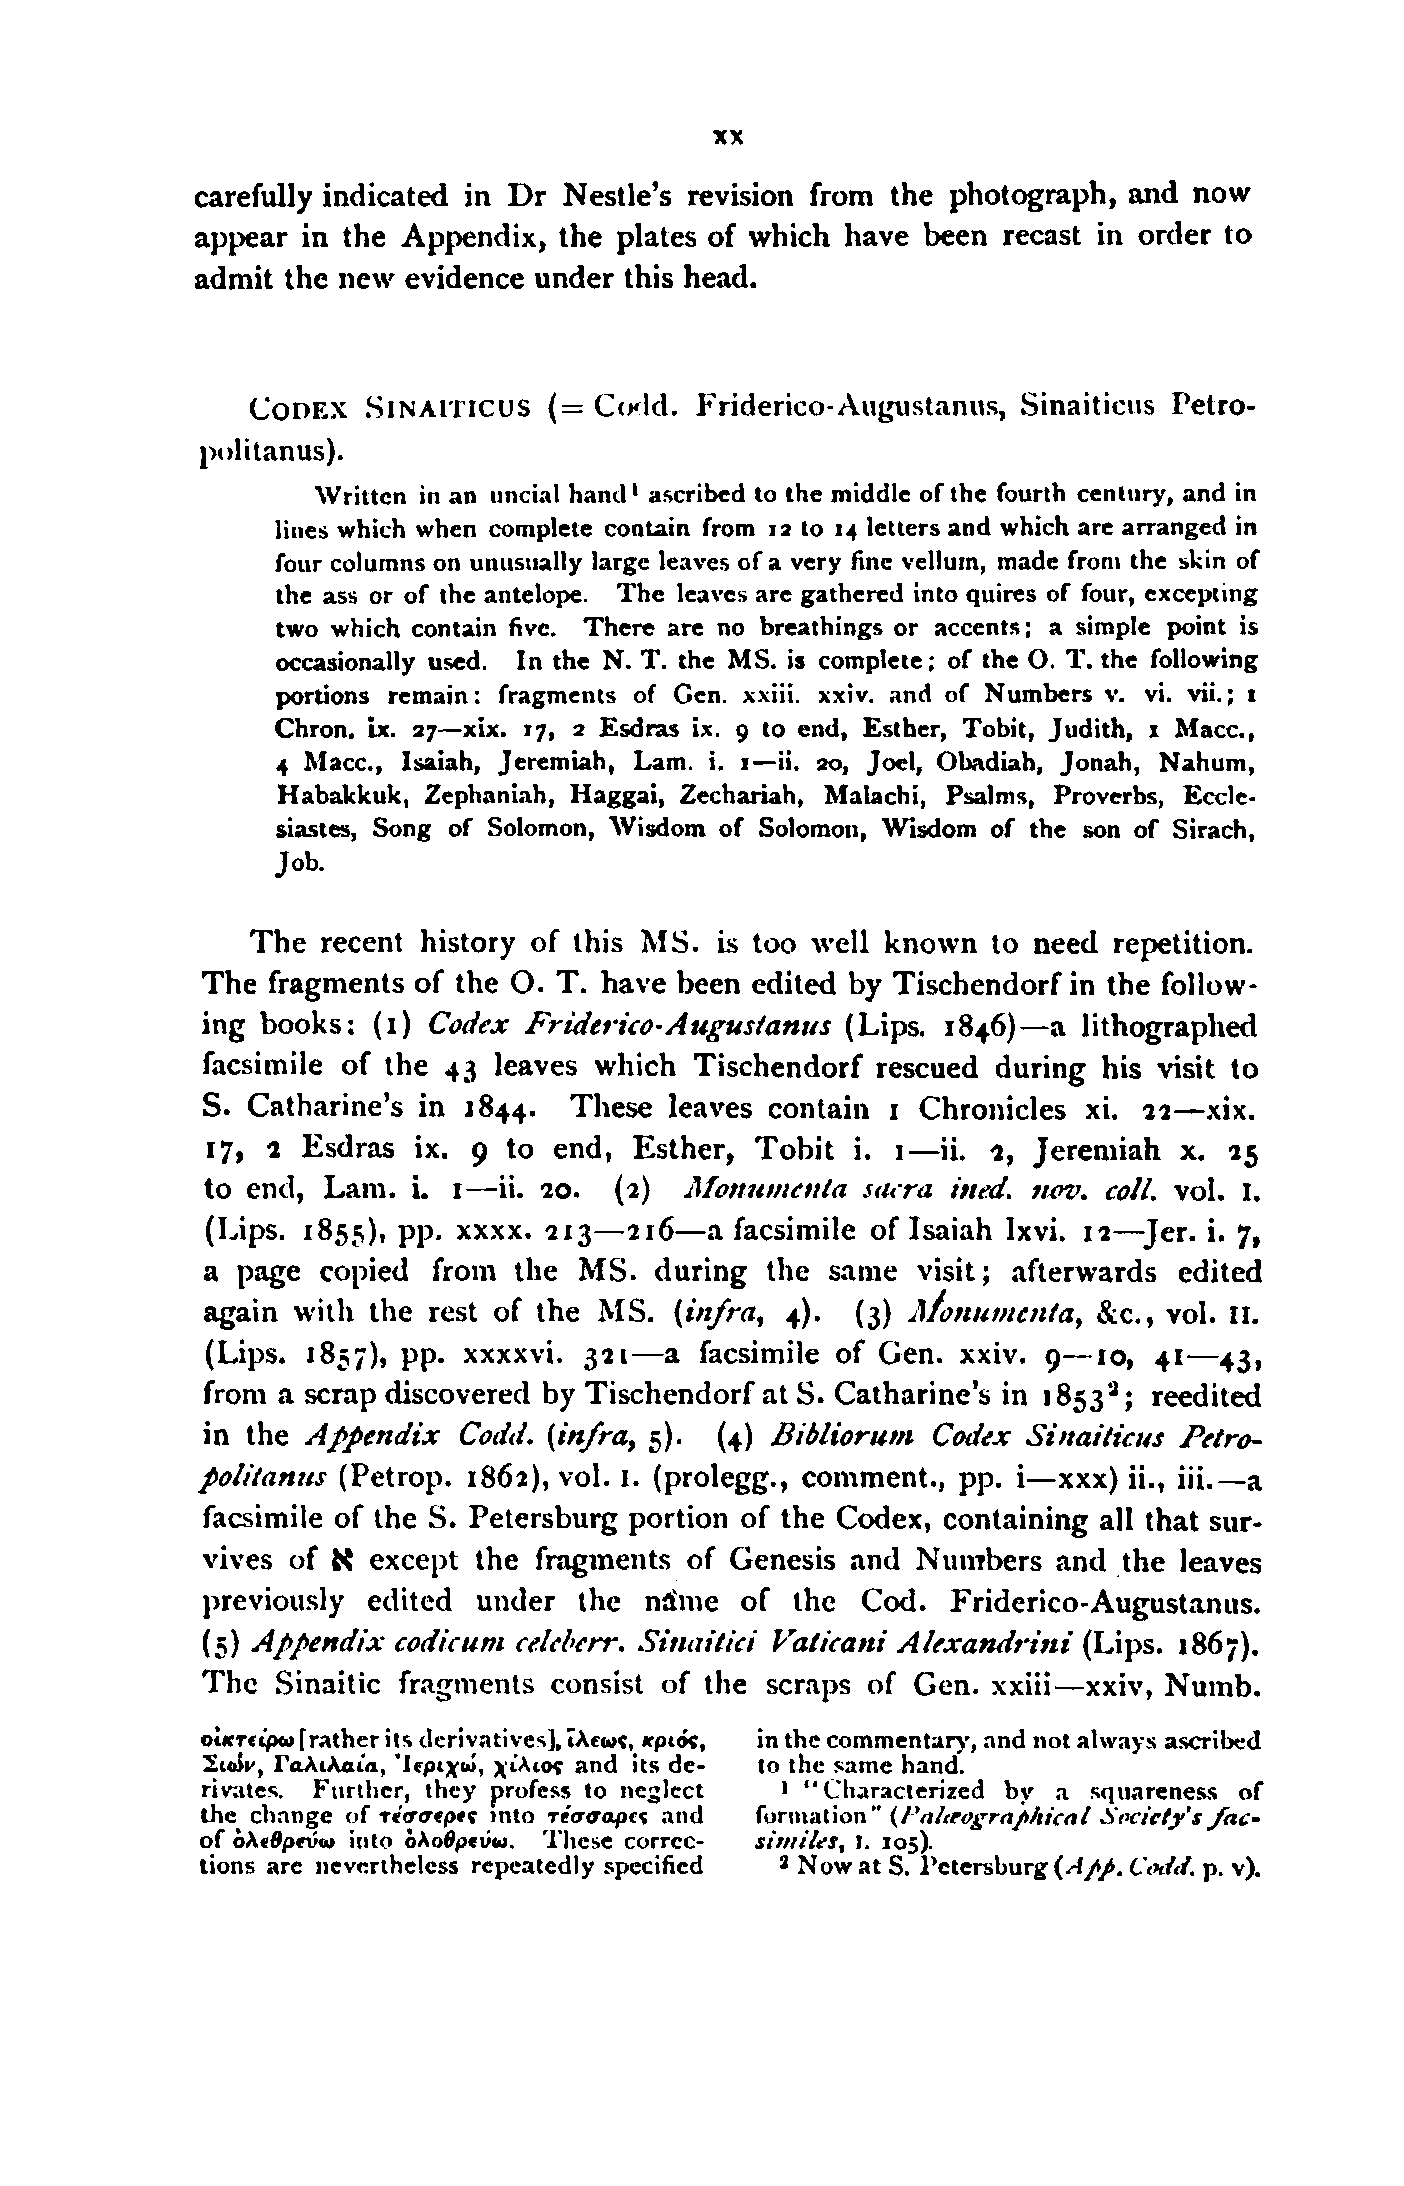 xx
carefully indicated in Dr Nestle's revision from the photograph, and now
appear in the Appendix, the plates of which have been recast in order to
admit the new evidence under this head.
CODEX SINAITICUS (= Codd. Friderico-Augustanus, Sinaiticus Petro-
politanus).
Written in an uncial hand¹ ascribed to the middle of the fourth century, and in
lines which when complete contain from 12 to 14 letters and which are arranged in
four columns on unusually large leaves of a very fine vellum, made from the skin of
the ass or of the antelope. The leaves are gathered into quires of four, excepting
two which contain five. There are no breathings or accents; a simple point is
occasionally used. In the N. T. the MS. is complete; of the O. T. the following
portions remain: fragments of Gen. xxiii. xxiv. and of Numbers v. vi. vii.; 1
Chron. ix. 27—xix. 17, 2 Esdras ix. 9 to end, Esther, Tobit, Judith, 1 Macc.,
4 Macc., Isaiah, Jeremiah, Lam. i. 1—ii. 20, Joel, Obadiah, Jonah, Nahum,
Habakkuk, Zephaniah, Haggai, Zechariah, Malachi, Psalms, Proverbs, Eccle-
siastes, Song of Solomon, Wisdom of Solomon, Wisdom of the son of Sirach,
Job.
The recent history of this MS. is too well known to need repetition.
The fragments of the O. T. have been edited by Tischendorf in the follow-
ing books: (1) Codex Friderico-Augustanus (Lips. 1846)—a lithographed
facsimile of the 43 leaves which Tischendorf rescued during his visit to
S. Catharine's in 1844. These leaves contain 1 Chronicles xi. 22—xix.
17, 2 Esdras ix. 9 to end, Esther, Tobit i. 1—ii. 2, Jeremiah x. 25
to end, Lam. i. 1—ii. 20. (2) Monumenta sacra ined. nov. coll. vol. I.
(Lips. 1855), pp. xxxx. 213—216—a facsimile of Isaiah lxvi. 12—Jer. i. 7,
a page copied from the MS. during the same visit; afterwards edited
again with the rest of the MS. (infra, 4). (3) Monumenta, &c., vol. II.
(Lips. 1857), pp. xxxxvi. 321—a facsimile of Gen. xxiv. 9—10, 41—43,
from a scrap discovered by Tischendorf at S. Catharine's in 1853²; reedited
in the Appendix Codd. (infra, 5). (4) Bibliorum Codex Sinaiticus Petro-
politanus (Petrop. 1862), vol. I. (prolegg., comment., pp. i—xxx) ii., iii.—a
facsimile of the S. Petersburg portion of the Codex, containing all that sur-
vives of א except the fragments of Genesis and Numbers and the leaves
previously edited under the name of the Cod. Friderico-Augustanus.
(5) Appendix codicum celeberr. Sinaitici Vaticani Alexandrini (Lips. 1867).
The Sinaitic fragments consist of the scraps of Gen. xxiii—xxiv, Numb.
οἰκτείρω [rather its derivatives], ἵλεως, κριός,
Σιών, Γαλιλαία, Ἰεριχώ, χίλιος and its de-
rivates. Further, they profess to neglect
the change of τέσσερες into τέσσαρες and
of ὀλεθρεύω into ὀλοθρεύω. These correc-
tions are nevertheless repeatedly specified
in the commentary, and not always ascribed
to the same hand.
¹ "Characterized by a squareness of
formation" (Palæographical Society's fac-
similes, I. 105).
² Now at S. Petersburg (App. Codd. p. v).